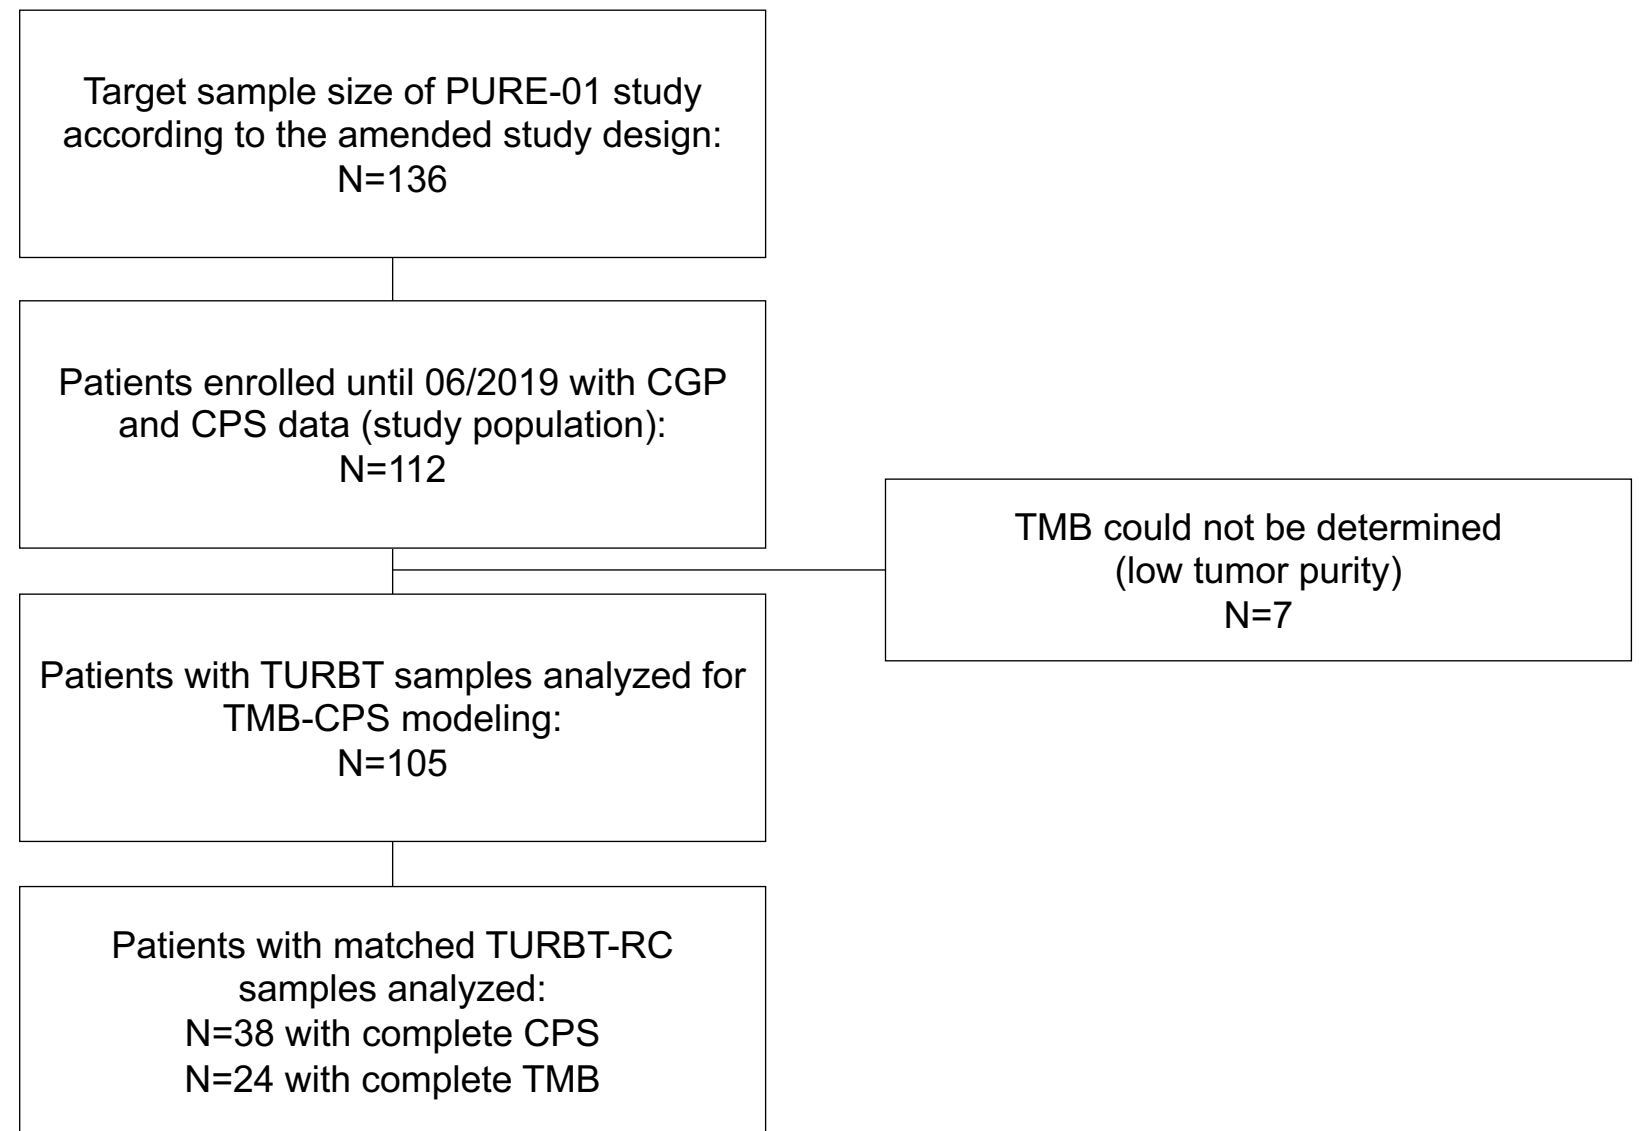 Target sample size of PURE-01 study
according to the amended study design:
N=136
Patients enrolled until 06/2019 with CGP
and CPS data (study population):
N=112
TMB could not be determined
(low tumor purity)
N=7
Patients with TURBT samples analyzed for
TMB-CPS modeling:
N=105
Patients with matched TURBT-RC
samples analyzed:
N=38 with complete CPS
N=24 with complete TMB